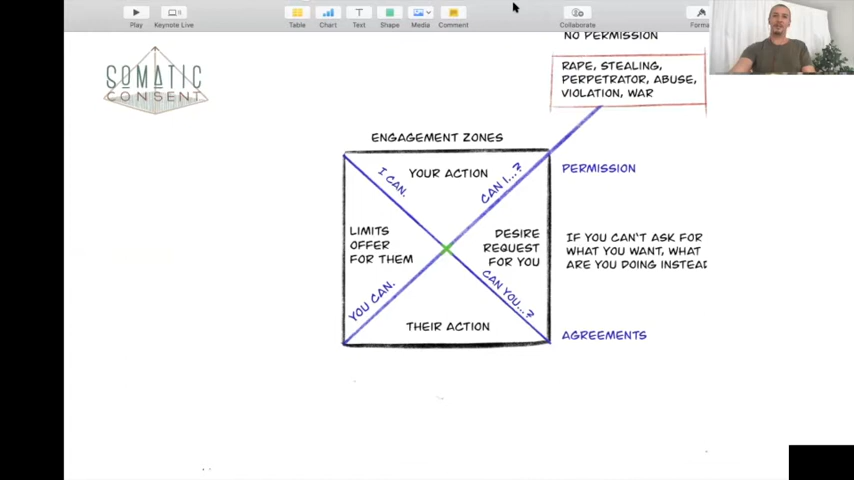 Play
Keynote Live
Table
Chart
Text
Shape
Media
Comment
Collaborate
Forma
SOMATIC
CONSENT
NO PERMISSION
RAPE, STEALING,
PERPETRATOR, ABUSE,
VIOLATION, WAR
ENGAGEMENT ZONES
I CAN.
YOUR ACTION
CAN I...?
PERMISSION
LIMITS
OFFER
FOR THEM
DESIRE
REQUEST
FOR YOU
IF YOU CAN'T ASK FOR
WHAT YOU WANT, WHAT
ARE YOU DOING INSTEAD
YOU CAN.
CAN YOU...?
THEIR ACTION
AGREEMENTS